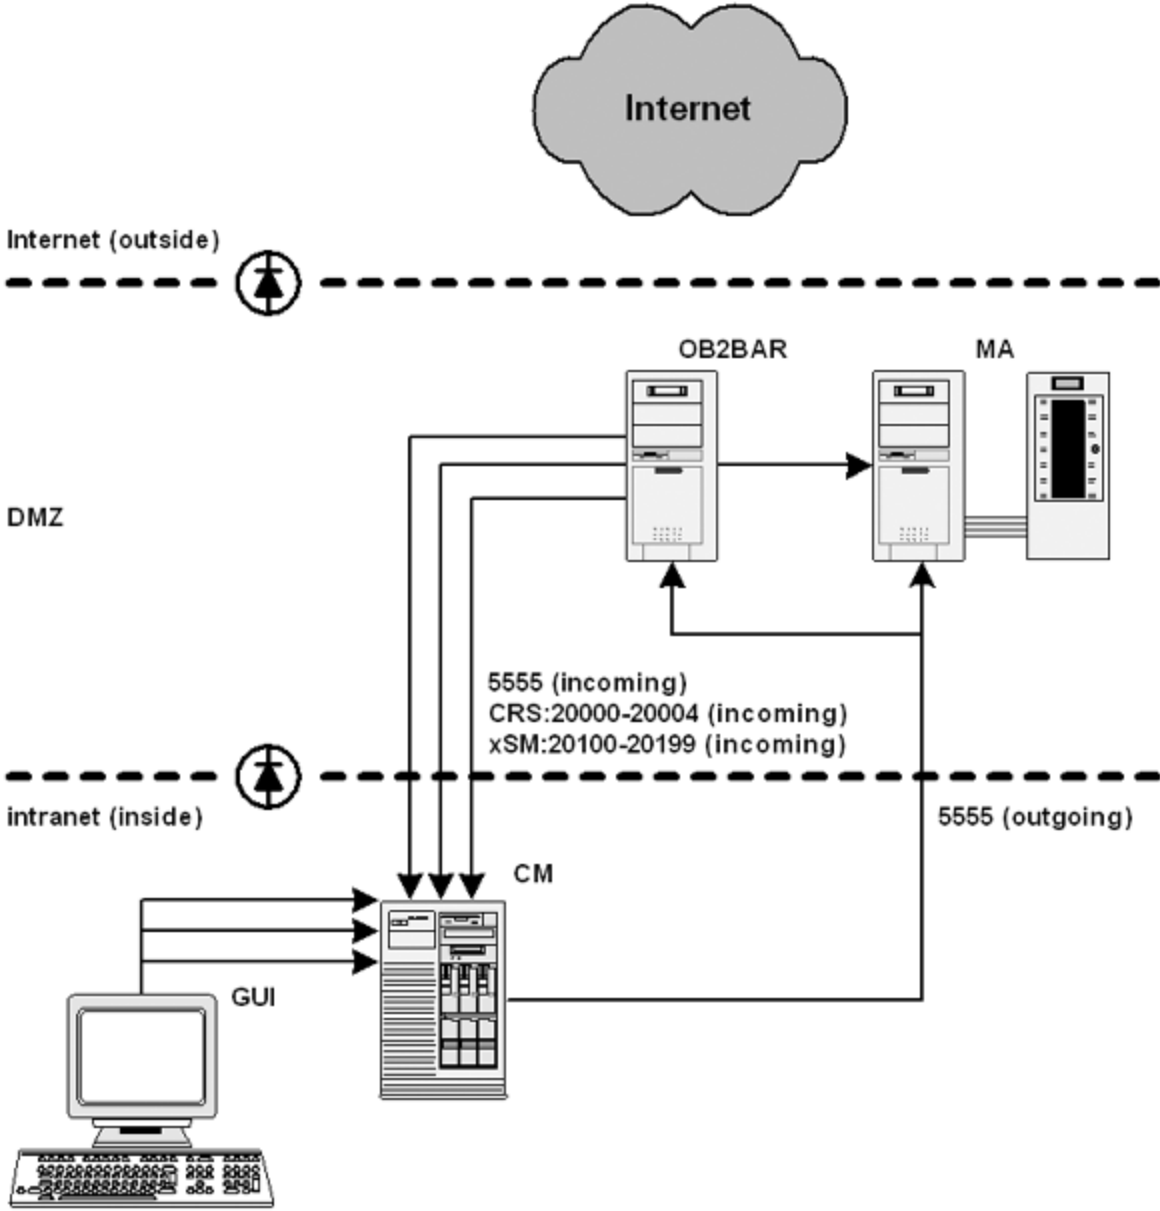 Internet
Internet (outside)
OB2BAR
MA
DMZ
5555 (incoming)
CRS:20000-20004 (incoming)
xSM:20100-20199 (incoming)
intranet (inside)
5555 (outgoing)
CM
GUI